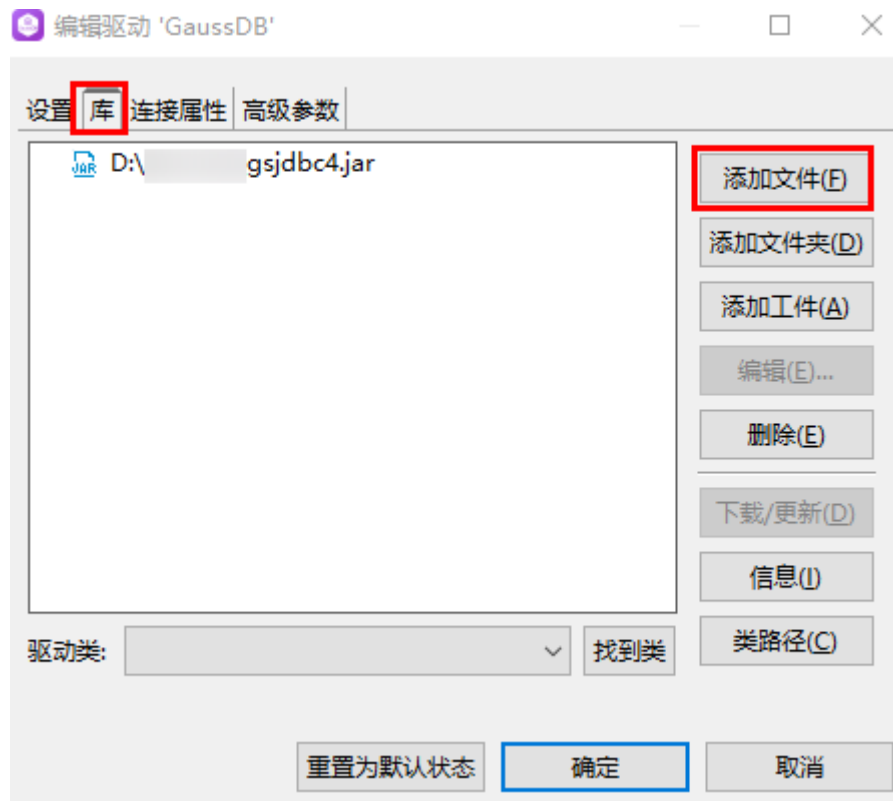 编辑驱动 'GaussDB'
设置 库 连接属性 高级参数
D:\ gsjdbc4.jar
添加文件(F)
添加文件夹(D)
添加工件(A)
编辑(E)...
删除(E)
下载/更新(D)
信息(I)
类路径(C)
驱动类: 找到类
重置为默认状态 确定 取消